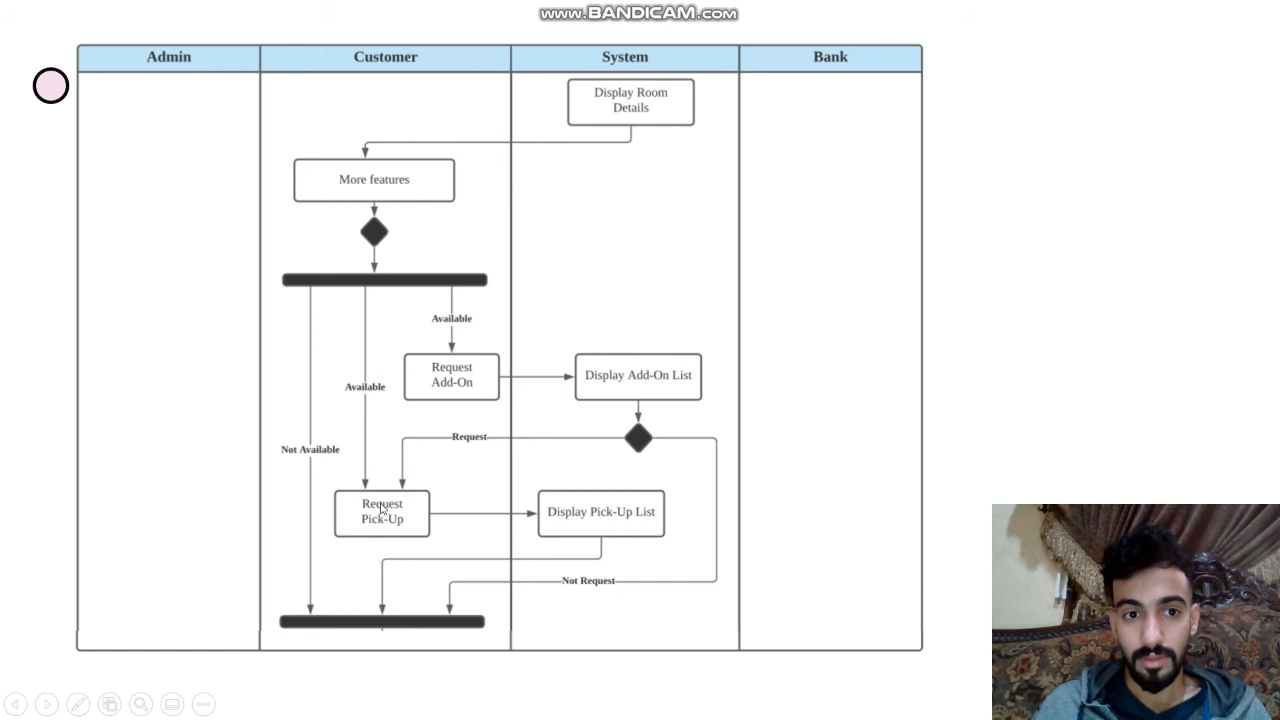 www.BANDICAM.com
Admin
Customer
System
Bank
Display Room
Details
More features
Available
Request
Add-On
Display Add-On List
Available
Request
Not Available
Request
Pick-Up
Display Pick-Up List
Not Request